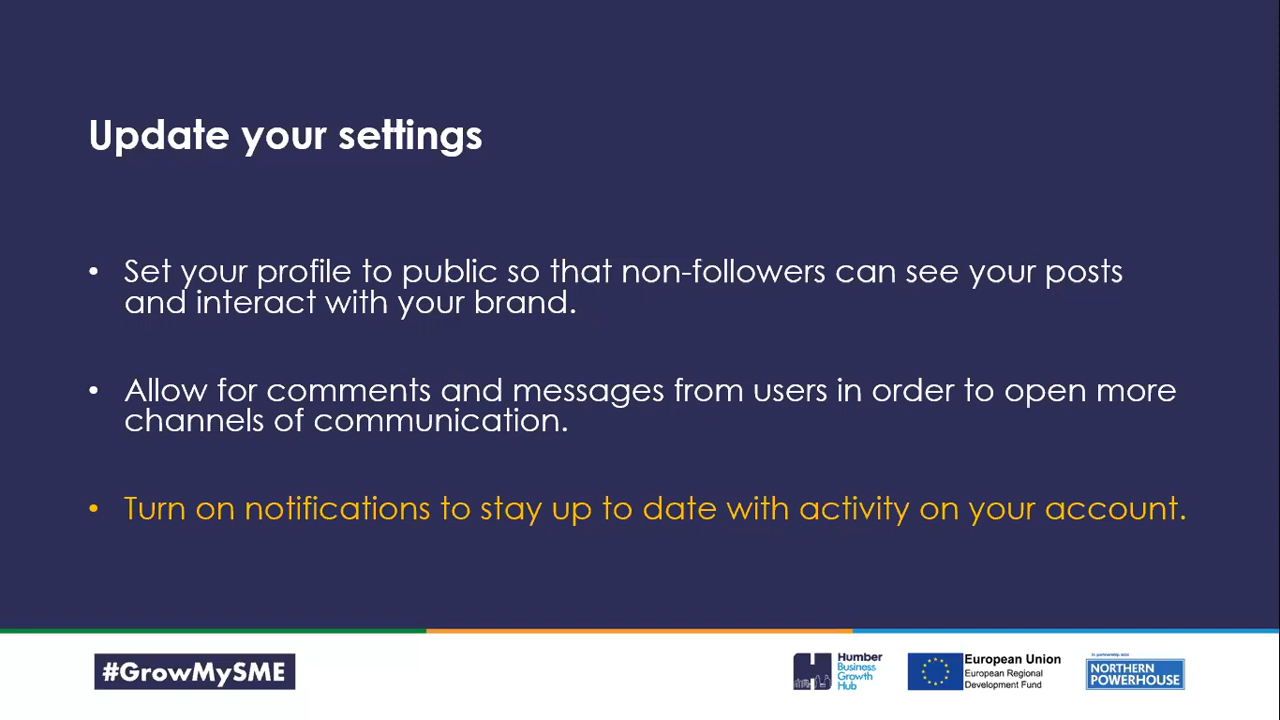 Update your settings
• Set your profile to public so that non-followers can see your posts
and interact with your brand.
• Allow for comments and messages from users in order to open more
channels of communication.
• Turn on notifications to stay up to date with activity on your account.
#GrowMySME
Humber
Business
Growth
Hub
European Union
European Regional
Development Fund
In partnership with
NORTHERN
POWERHOUSE